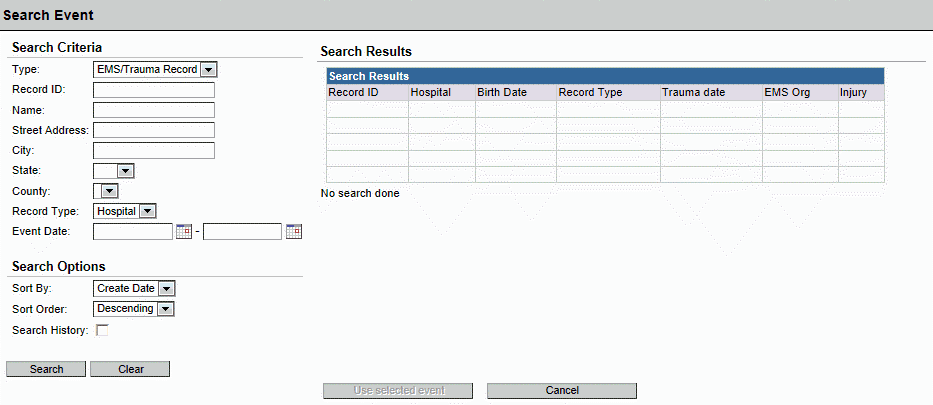 Search Event
Search Criteria
Type: EMS/Trauma Record
Record ID:
Name:
Street Address:
City:
State:
County:
Record Type: Hospital
Event Date: -
Search Options
Sort By: Create Date
Sort Order: Descending
Search History:
Search Clear
Search Results
Search Results
Record ID Hospital Birth Date Record Type Trauma date EMS Org Injury
No search done
Use selected event Cancel